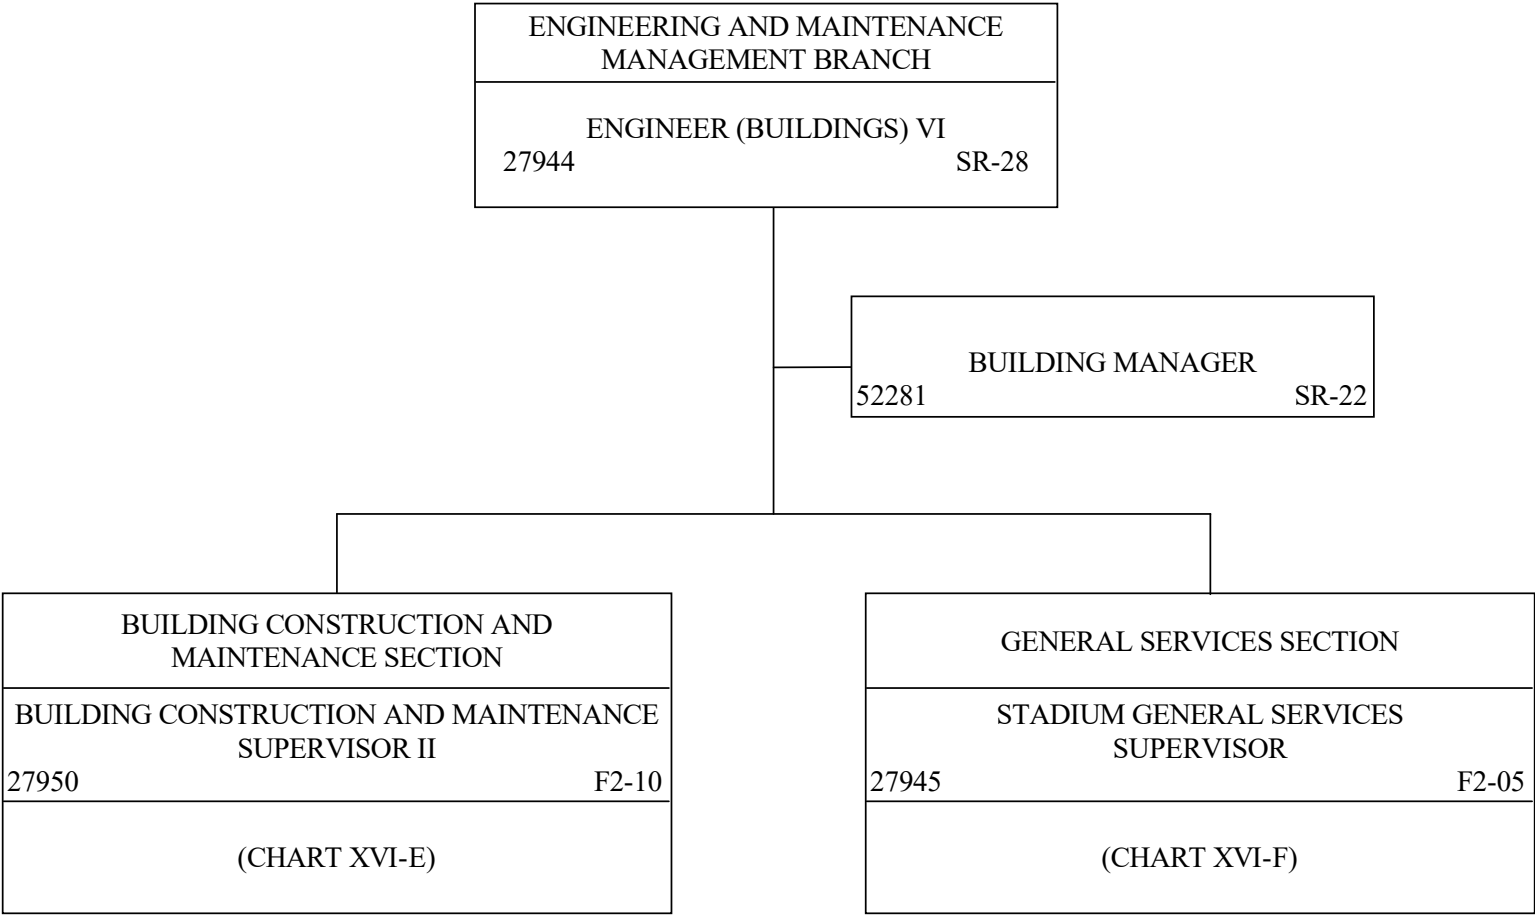 ENGINEERING AND MAINTENANCE
MANAGEMENT BRANCH
ENGINEER (BUILDINGS) VI
27944 SR-28
BUILDING MANAGER
52281 SR-22
BUILDING CONSTRUCTION AND
MAINTENANCE SECTION
BUILDING CONSTRUCTION AND MAINTENANCE
SUPERVISOR II
27950 F2-10
(CHART XVI-E)
GENERAL SERVICES SECTION
STADIUM GENERAL SERVICES
SUPERVISOR
27945 F2-05
(CHART XVI-F)